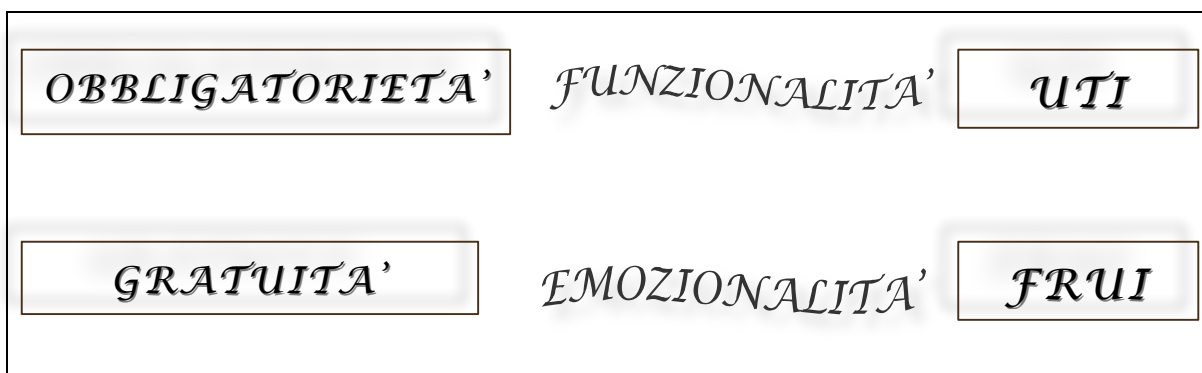 OBBLIGATORIETA’ FUNZIONALITA’ UTI
GRATUITA’ EMOZIONALITA’ FRUI